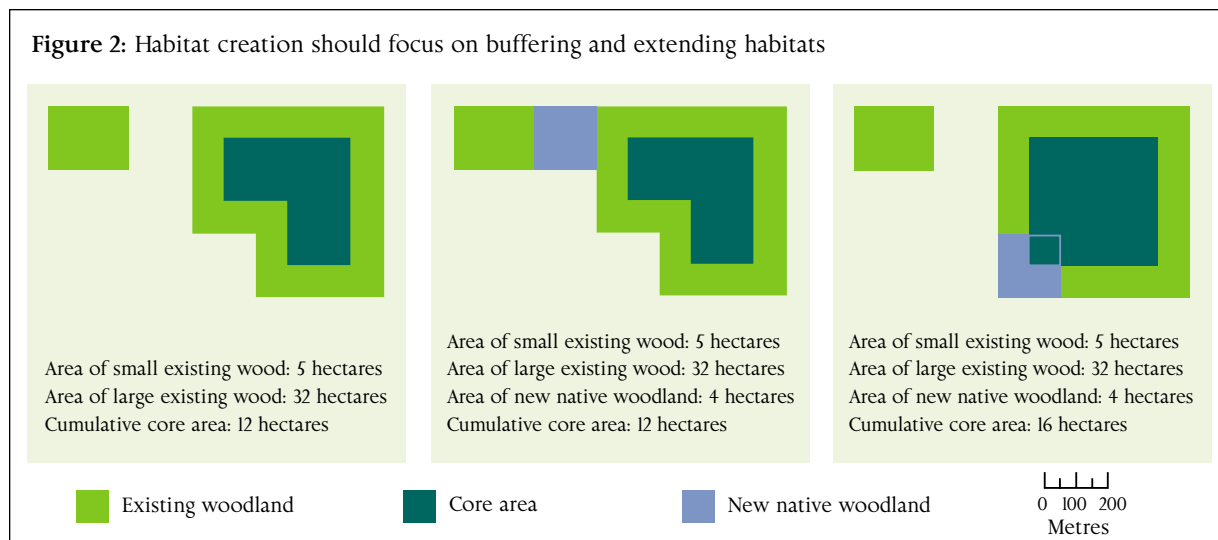 Figure 2: Habitat creation should focus on buffering and extending habitats
Area of small existing wood: 5 hectares
Area of large existing wood: 32 hectares
Cumulative core area: 12 hectares
Area of small existing wood: 5 hectares
Area of large existing wood: 32 hectares
Area of new native woodland: 4 hectares
Cumulative core area: 12 hectares
Area of small existing wood: 5 hectares
Area of large existing wood: 32 hectares
Area of new native woodland: 4 hectares
Cumulative core area: 16 hectares
Existing woodland
Core area
New native woodland
0 100 200
Metres